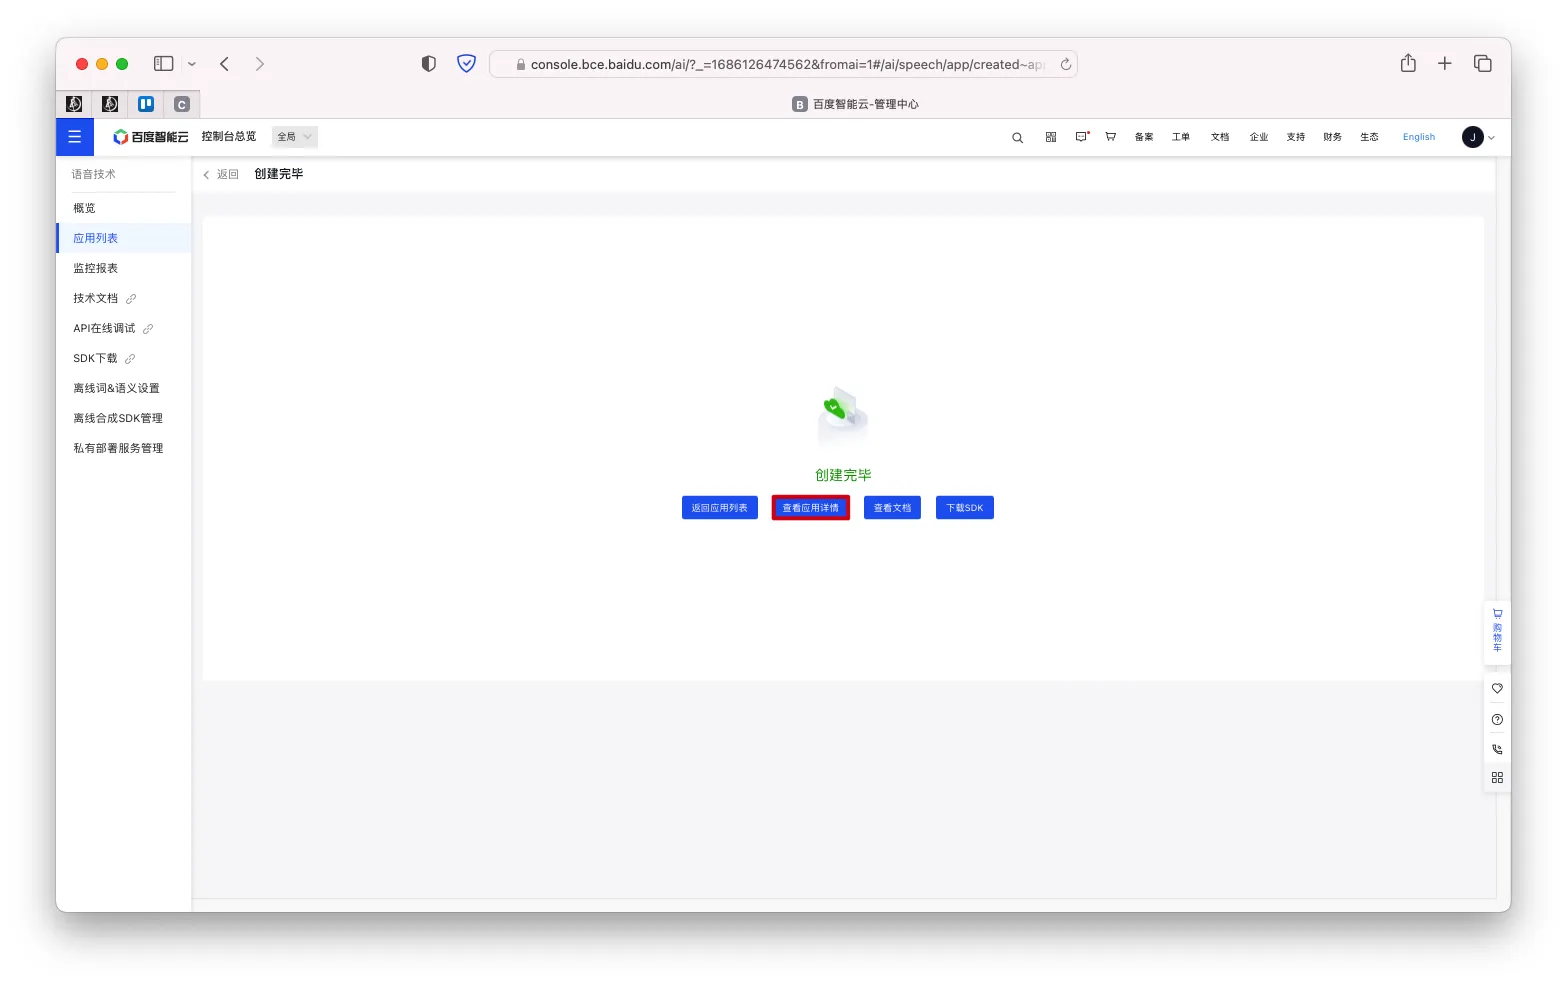 console.bce.baidu.com/ai/?_=1686126474562&fromai=1#/ai/speech/app/created~ap
C
B 百度智能云-管理中心
百度智能云 控制台总览 全局
备案 工单 文档 企业 支持 财务 生态 English J
语音技术
返回 创建完毕
概览
应用列表
监控报表
技术文档
API在线调试
SDK下载
离线词&语义设置
离线合成SDK管理
私有部署服务管理
创建完毕
返回应用列表 查看应用详情 查看文档 下载SDK
购物车